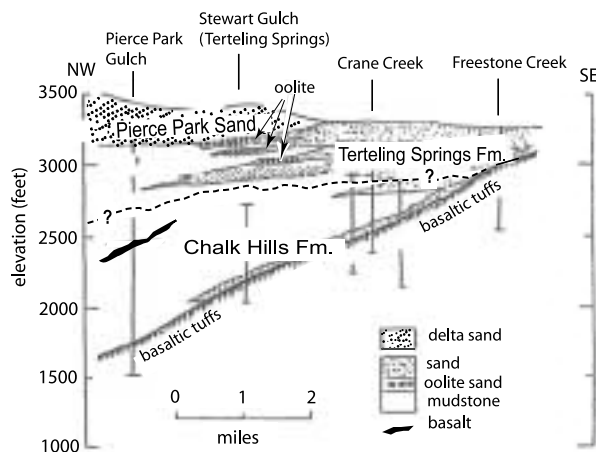 Stewart Gulch
(Terteling Springs)
Pierce Park
Gulch
Crane Creek
Freestone Creek
NW
SE
oolite
3500
Pierce Park Sand
Terteling Springs Fm.
3000
?
?
basaltic tuffs
2500
Chalk Hills Fm.
elevation (feet)
2000
basaltic tuffs
1500
1000
0 1 2
miles
delta sand
sand
oolite sand
mudstone
basalt